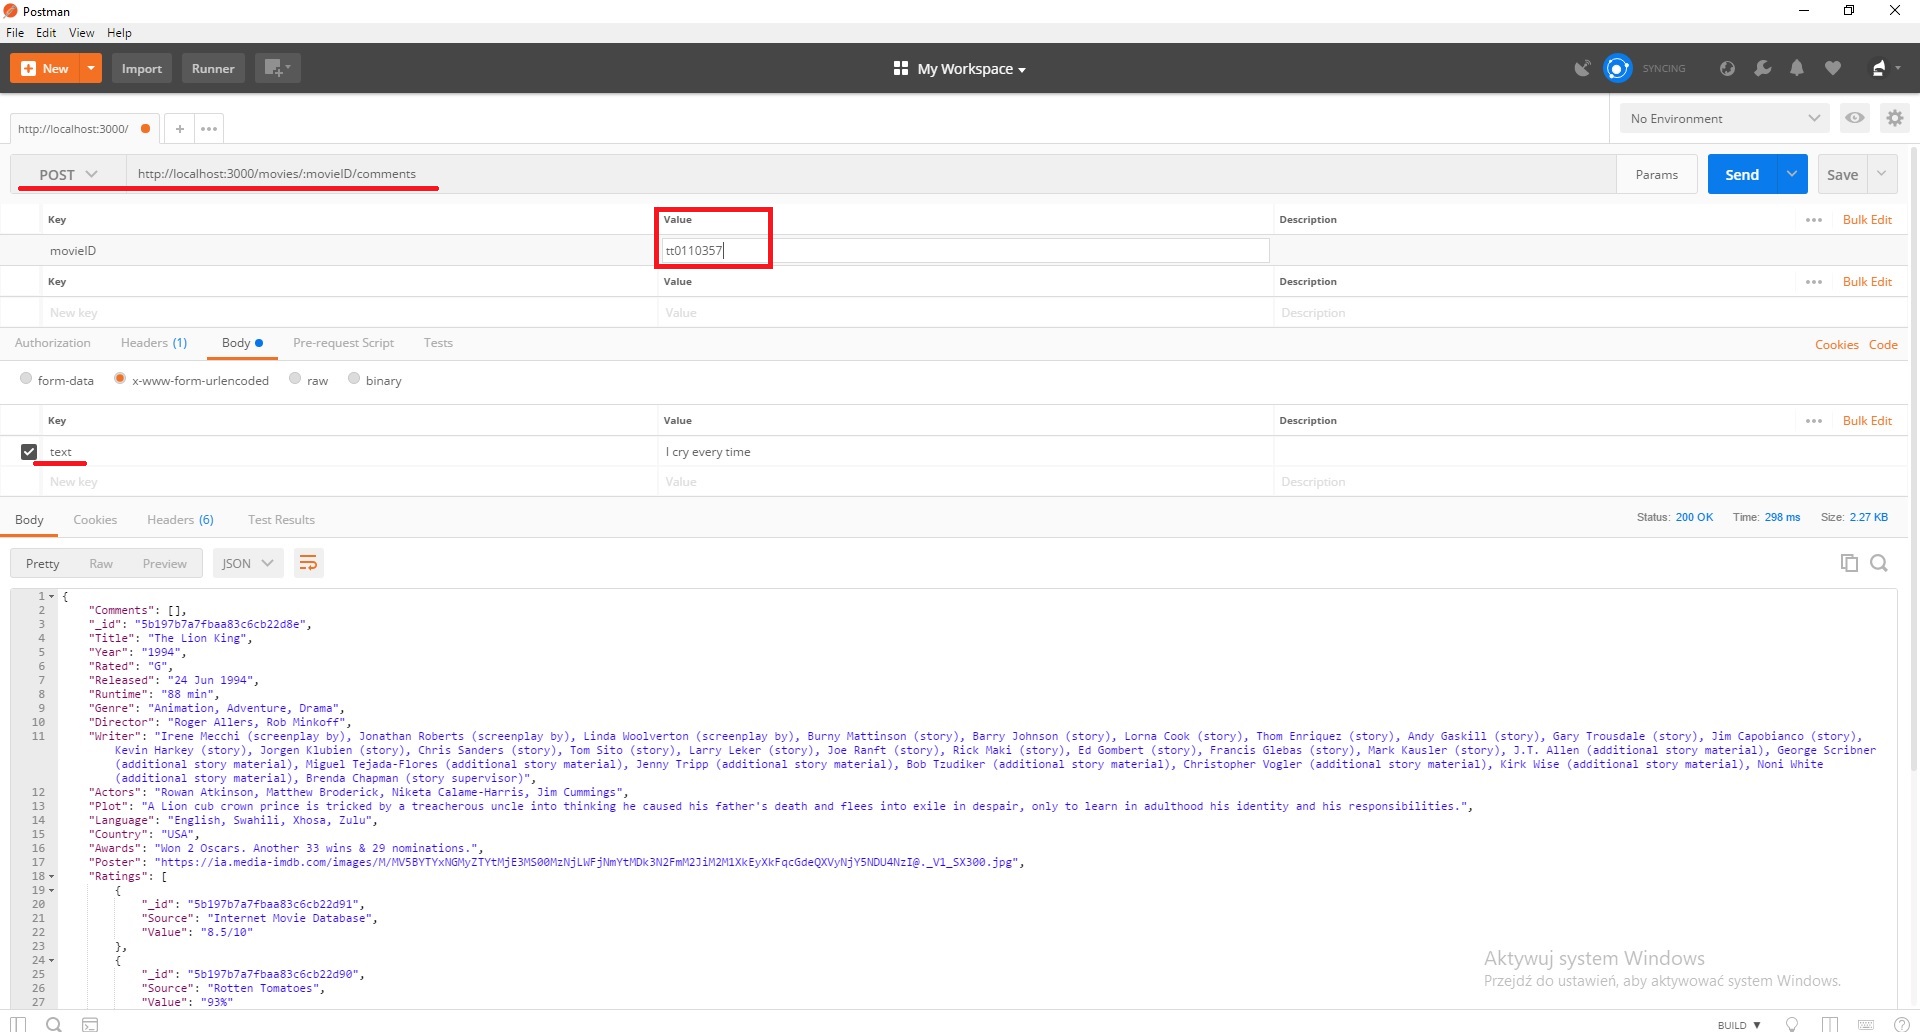 Postman
File Edit View Help
New Import Runner My Workspace SYNCING
http://localhost:3000/ + ••• No Environment
POST http://localhost:3000/movies/:movieID/comments Params Send Save
Key Value Description ••• Bulk Edit
movieID tt0110357
Key Value Description ••• Bulk Edit
New key Value Description
Authorization Headers (1) Body Pre-request Script Tests Cookies Code
form-data x-www-form-urlencoded raw binary
Key Value Description ••• Bulk Edit
text I cry every time
New key Value Description
Body Cookies Headers (6) Test Results Status: 200 OK Time: 298 ms Size: 2.27 KB
Pretty Raw Preview JSON
1 {
2 "Comments": [],
3 "_id": "5b197b7a7fbaa83c6cb22d8e",
4 "Title": "The Lion King",
5 "Year": "1994",
6 "Rated": "G",
7 "Released": "24 Jun 1994",
8 "Runtime": "88 min",
9 "Genre": "Animation, Adventure, Drama",
10 "Director": "Roger Allers, Rob Minkoff",
11 "Writer": "Irene Mecchi (screenplay by), Jonathan Roberts (screenplay by), Linda Woolverton (screenplay by), Burny Mattinson (story), Barry Johnson (story), Lorna Cook (story), Thom Enriquez (story), Andy Gaskill (story), Gary Trousdale (story), Jim Capobianco (story),
Kevin Harkey (story), Jorgen Klubien (story), Chris Sanders (story), Tom Sito (story), Larry Leker (story), Joe Ranft (story), Rick Maki (story), Ed Gombert (story), Francis Glebas (story), Mark Kausler (story), J.T. Allen (additional story material), George Scribner
(additional story material), Miguel Tejada-Flores (additional story material), Jenny Tripp (additional story material), Bob Tzudiker (additional story material), Christopher Vogler (additional story material), Kirk Wise (additional story material), Noni White
(additional story material), Brenda Chapman (story supervisor)",
12 "Actors": "Rowan Atkinson, Matthew Broderick, Niketa Calame-Harris, Jim Cummings",
13 "Plot": "A Lion cub crown prince is tricked by a treacherous uncle into thinking he caused his father's death and flees into exile in despair, only to learn in adulthood his identity and his responsibilities.",
14 "Language": "English, Swahili, Xhosa, Zulu",
15 "Country": "USA",
16 "Awards": "Won 2 Oscars. Another 33 wins & 29 nominations.",
17 "Poster": "https://ia.media-imdb.com/images/M/MV5BYTYxNGMyZTYtMjE3MS00MzNjLWFjNmYtMDk3N2FmM2JiM2M1XkEyXkFqcGdeQXVyNjY5NDU4NzI@._V1_SX300.jpg",
18 "Ratings": [
19 {
20 "_id": "5b197b7a7fbaa83c6cb22d91",
21 "Source": "Internet Movie Database",
22 "Value": "8.5/10"
23 },
24 {
25 "_id": "5b197b7a7fbaa83c6cb22d90",
26 "Source": "Rotten Tomatoes",
27 "Value": "93%"
Aktywuj system Windows
Przejdź do ustawień, aby aktywować system Windows.
BUILD